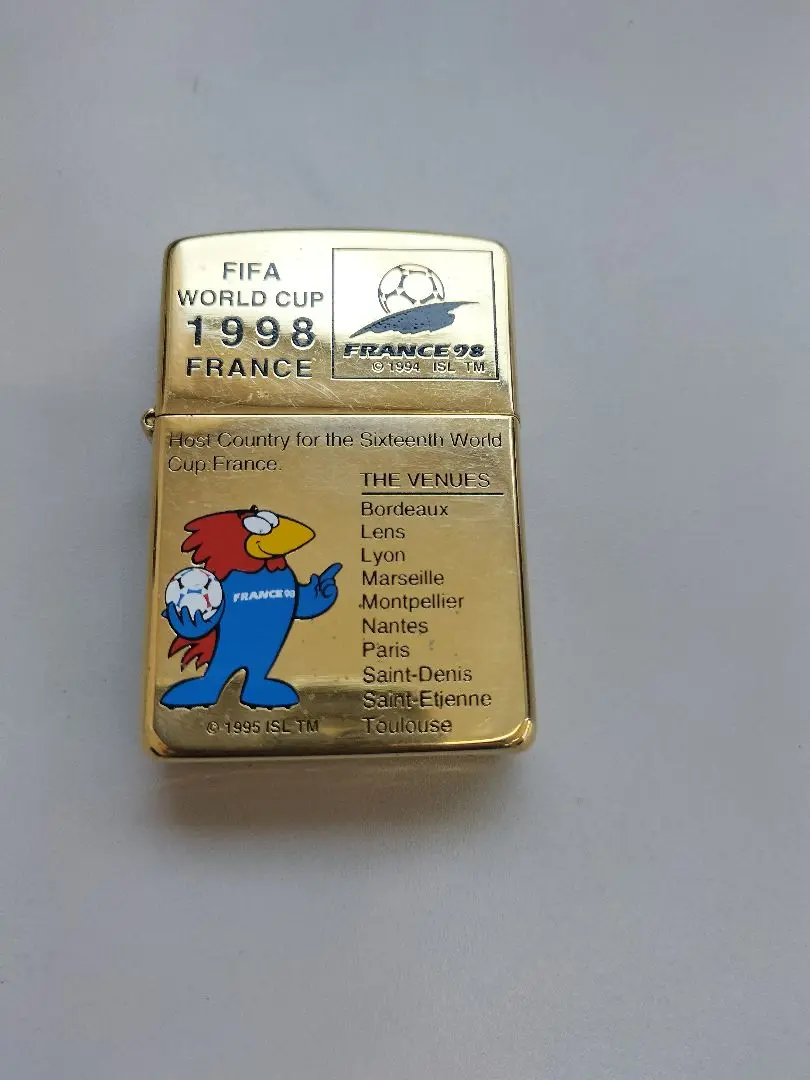 FIFA
WORLD CUP
1998
FRANCE
FRANCE 98
© 1994 ISL TM
Host Country for the Sixteenth World
Cup:France.
THE VENUES
Bordeaux
Lens
Lyon
Marseille
Montpellier
Nantes
Paris
Saint-Denis
Saint-Etienne
Toulouse
FRANCE 98
© 1995 ISL TM